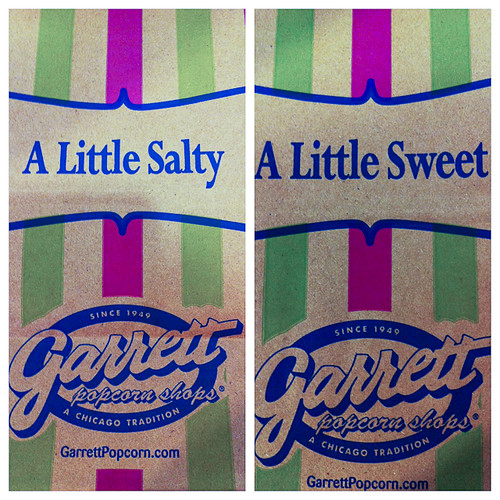 A Little Salty
SINCE 1949
Garrett
popcorn shops®
A CHICAGO TRADITION
GarrettPopcorn.com
A Little Sweet
SINCE 1949
Garrett
popcorn shops®
A CHICAGO TRADITION
GarrettPopcorn.com